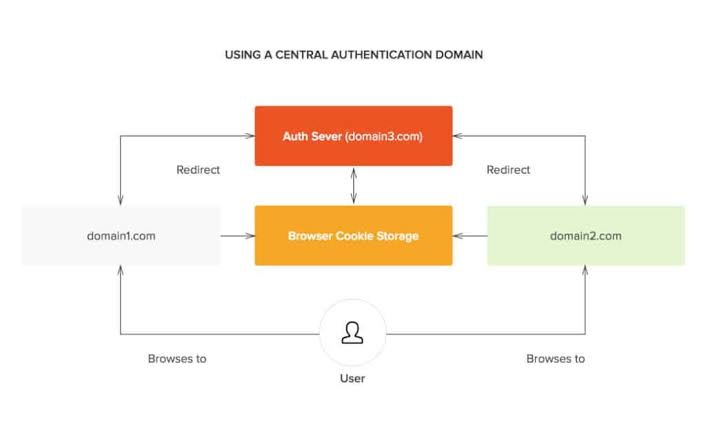 USING A CENTRAL AUTHENTICATION DOMAIN
Auth Sever (domain3.com)
Redirect
Redirect
domain1.com
Browser Cookie Storage
domain2.com
Browses to
Browses to
User